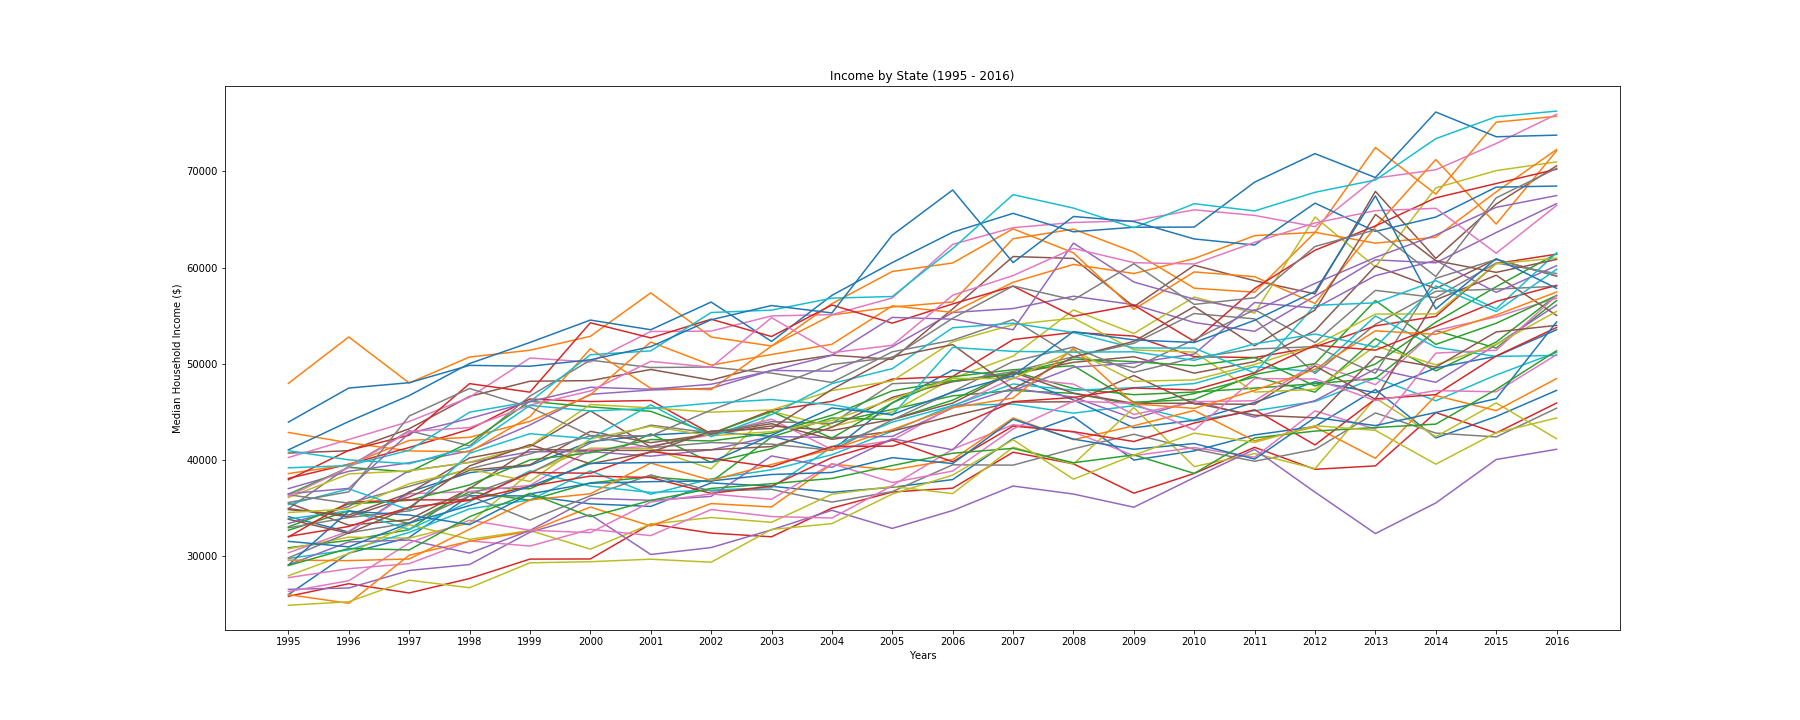 Income by State (1995 - 2016)
Median Household Income ($)
70000
60000
50000
40000
30000
1995 1996 1997 1998 1999 2000 2001 2002 2003 2004 2005 2006 2007 2008 2009 2010 2011 2012 2013 2014 2015 2016
Years